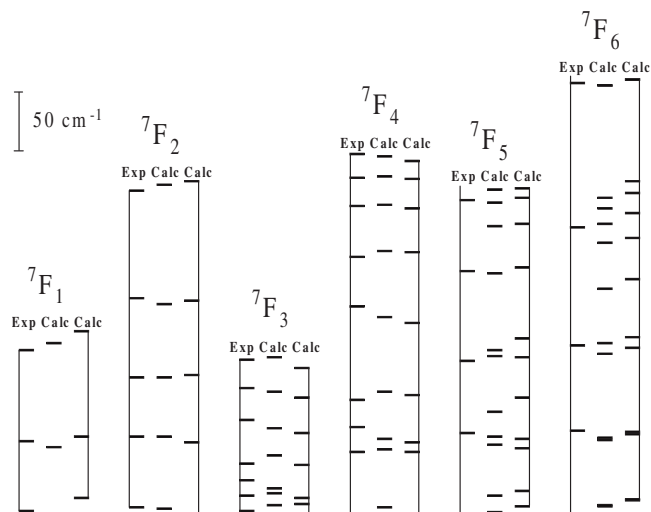 ⁷F₆
Exp Calc Calc
50 cm⁻¹
⁷F₄
Exp Calc Calc
⁷F₂
Exp Calc Calc
⁷F₅
Exp Calc Calc
⁷F₁
Exp Calc Calc
⁷F₃
Exp Calc Calc